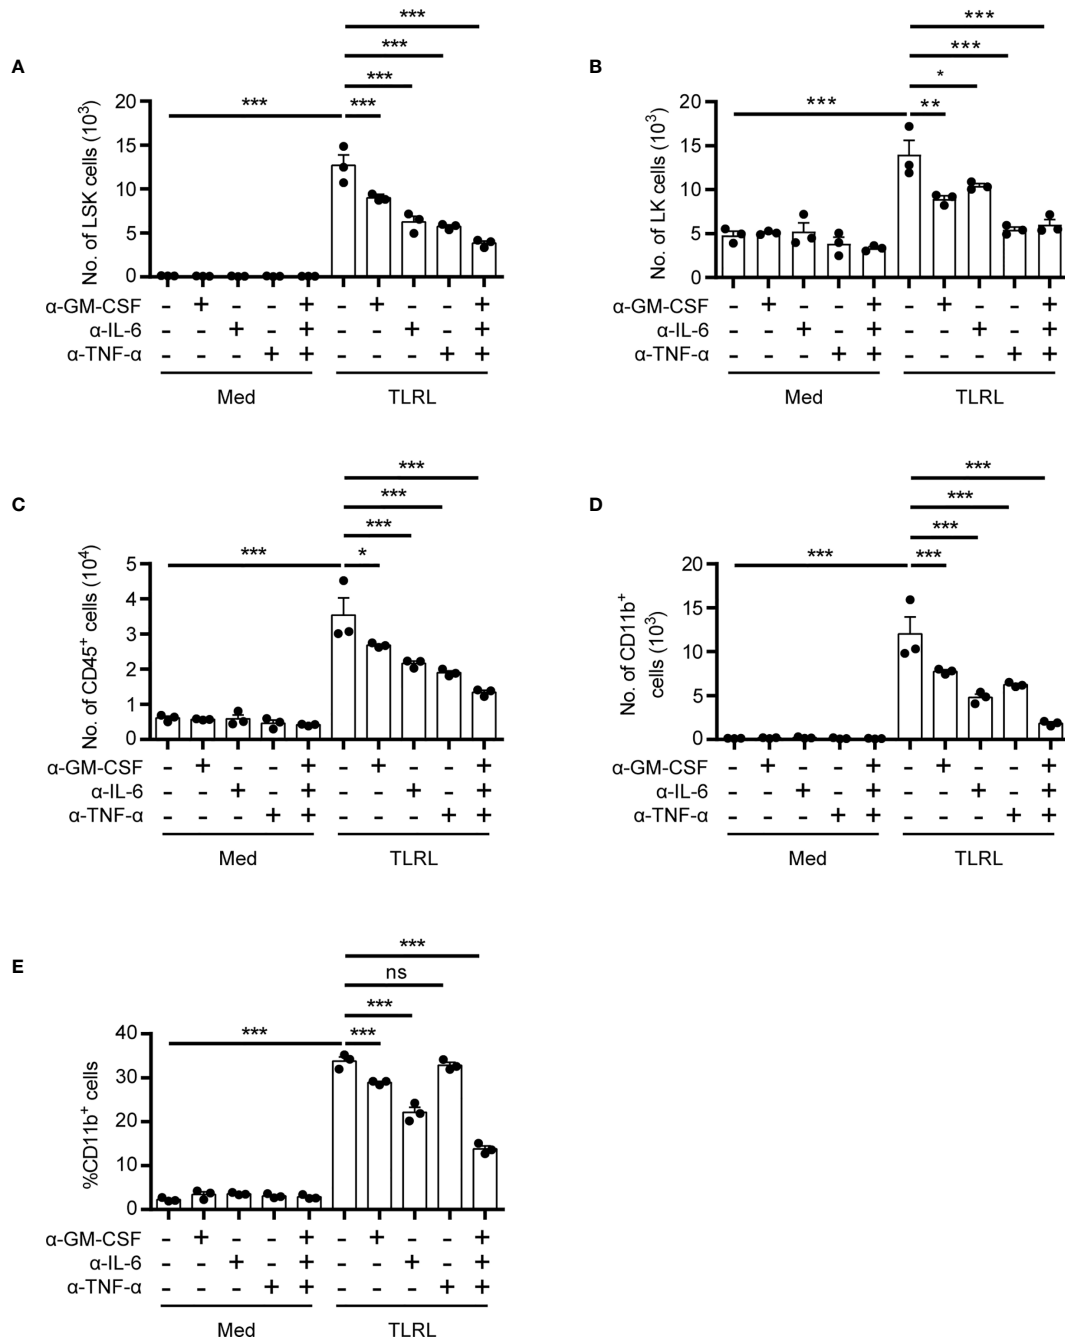 A
***
***
***
***
***
No. of LSK cells (10³)
20
15
10
5
0
α-GM-CSF - + - - + - + - - +
α-IL-6 - - + - + - - + - +
α-TNF-α - - - + + - - - + +
Med TLRL
B
***
***
*
***
**
No. of LK cells (10³)
20
15
10
5
0
α-GM-CSF - + - - + - + - - +
α-IL-6 - - + - + - - + - +
α-TNF-α - - - + + - - - + +
Med TLRL
C
***
***
***
***
*
No. of CD45⁺ cells (10⁴)
5
4
3
2
1
0
α-GM-CSF - + - - + - + - - +
α-IL-6 - - + - + - - + - +
α-TNF-α - - - + + - - - + +
Med TLRL
D
***
***
***
***
***
No. of CD11b⁺
cells (10³)
20
15
10
5
0
α-GM-CSF - + - - + - + - - +
α-IL-6 - - + - + - - + - +
α-TNF-α - - - + + - - - + +
Med TLRL
E
***
ns
***
***
***
%CD11b⁺ cells
40
30
20
10
0
α-GM-CSF - + - - + - + - - +
α-IL-6 - - + - + - - + - +
α-TNF-α - - - + + - - - + +
Med TLRL